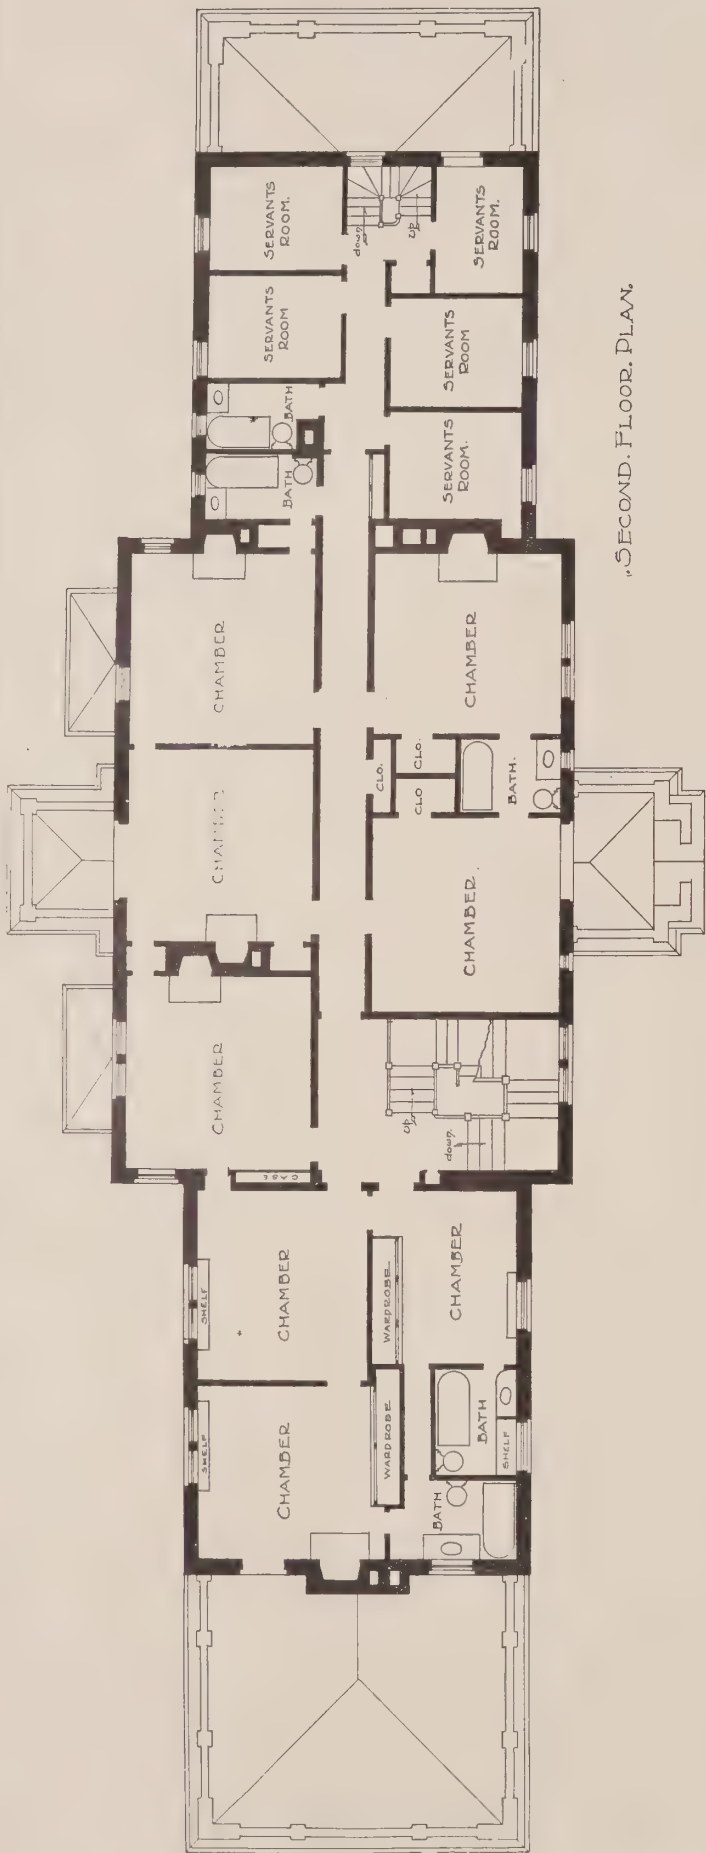 SERVANTS
ROOM.
down
up
SERVANTS
ROOM.
SERVANTS
ROOM
SERVANTS
ROOM
BATH
SERVANTS
ROOM.
BATH
CHAMBER
CHAMBER
CLO.
CLO.
CLO
BATH.
CHAMBER
CHAMBER.
CHAMBER
up
down
CHAMBER
SHELF
WARDROBE
CHAMBER
CHAMBER
SHELF
WARDROBE
BATH
SHELF
BATH
SECOND. FLOOR. PLAN.